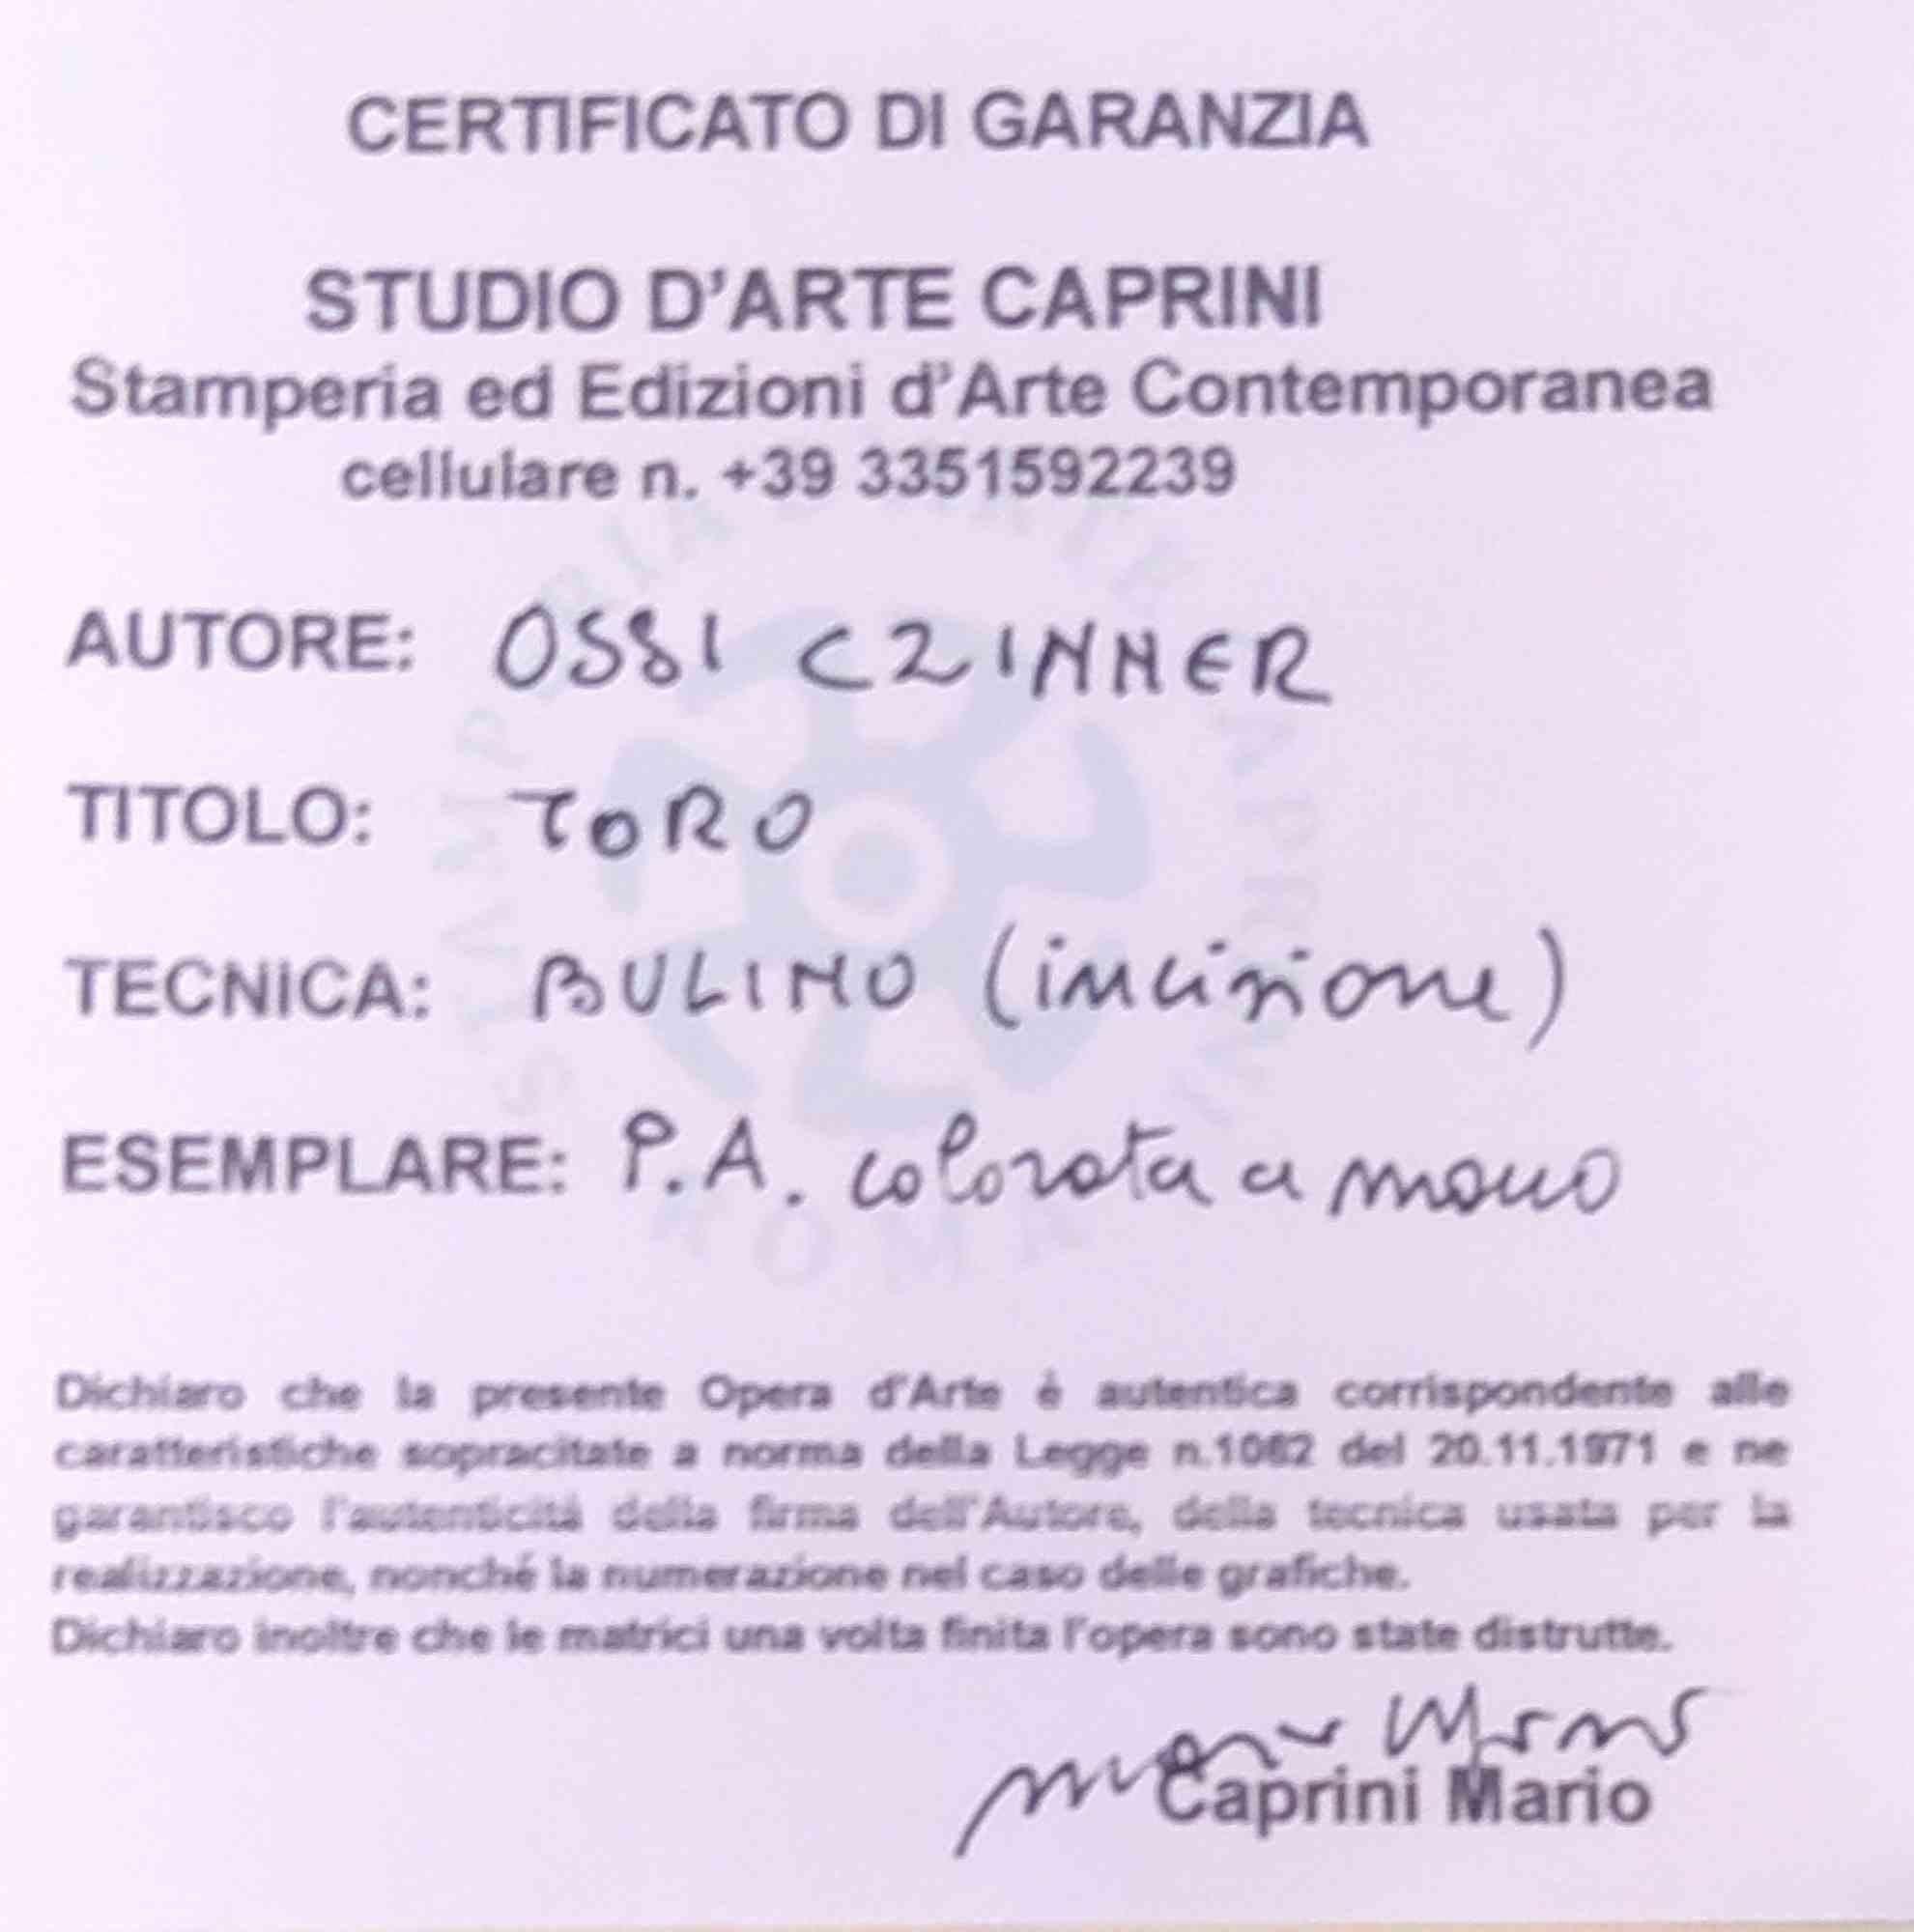 CERTIFICATO DI GARANZIA
STUDIO D'ARTE CAPRINI
Stamperia ed Edizioni d'Arte Contemporanea
cellulare n. +39 3351592239
AUTORE: OSSI CZINNER
TITOLO: TORO
TECNICA: BULINO (incisione)
ESEMPLARE: P.A. colorata a mano
Dichiaro che la presente Opera d'Arte è autentica corrispondente alle
caratteristiche sopracitate a norma della Legge n.1062 del 20.11.1971 e ne
garantisco l'autenticità della firma dell'Autore, della tecnica usata per la
realizzazione, nonché la numerazione nel caso delle grafiche.
Dichiaro inoltre che le matrici una volta finita l'opera sono state distrutte.
Caprini Mario